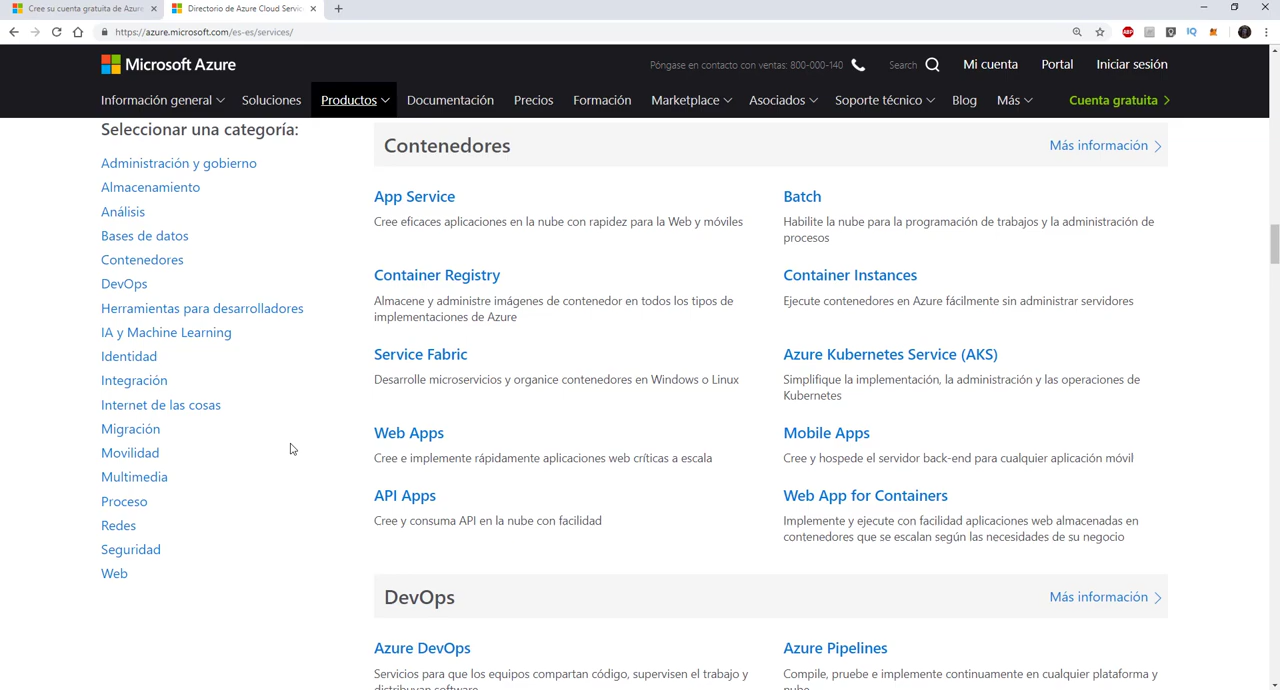 Cree su cuenta gratuita de Azure
Directorio de Azure Cloud Servic
https://azure.microsoft.com/es-es/services/
ABP
IQ
Microsoft Azure
Póngase en contacto con ventas: 800-000-140
Search
Mi cuenta
Portal
Iniciar sesión
Información general
Soluciones
Productos
Documentación
Precios
Formación
Marketplace
Asociados
Soporte técnico
Blog
Más
Cuenta gratuita
Seleccionar una categoría:
Administración y gobierno
Almacenamiento
Análisis
Bases de datos
Contenedores
DevOps
Herramientas para desarrolladores
IA y Machine Learning
Identidad
Integración
Internet de las cosas
Migración
Movilidad
Multimedia
Proceso
Redes
Seguridad
Web
Contenedores
Más información
App Service
Cree eficaces aplicaciones en la nube con rapidez para la Web y móviles
Batch
Habilite la nube para la programación de trabajos y la administración de
procesos
Container Registry
Almacene y administre imágenes de contenedor en todos los tipos de
implementaciones de Azure
Container Instances
Ejecute contenedores en Azure fácilmente sin administrar servidores
Service Fabric
Desarrolle microservicios y organice contenedores en Windows o Linux
Azure Kubernetes Service (AKS)
Simplifique la implementación, la administración y las operaciones de
Kubernetes
Web Apps
Cree e implemente rápidamente aplicaciones web críticas a escala
Mobile Apps
Cree y hospede el servidor back-end para cualquier aplicación móvil
API Apps
Cree y consuma API en la nube con facilidad
Web App for Containers
Implemente y ejecute con facilidad aplicaciones web almacenadas en
contenedores que se escalan según las necesidades de su negocio
DevOps
Más información
Azure DevOps
Servicios para que los equipos compartan código, supervisen el trabajo y
distribuyan software
Azure Pipelines
Compile, pruebe e implemente continuamente en cualquier plataforma y
nube